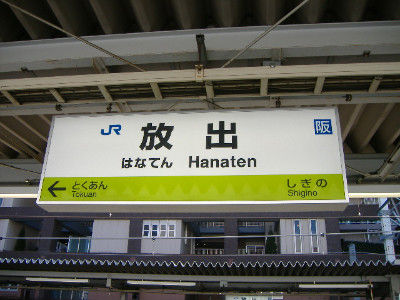 JR 放出 阪
はなてん Hanaten
← とくあん しぎの
Tokuan Shigino